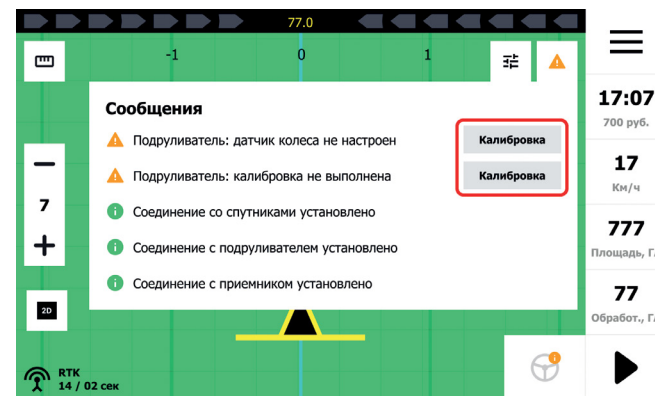 77.0
-1 0 1
Сообщения
Подруливатель: датчик колеса не настроен
Калибровка
Подруливатель: калибровка не выполнена
Калибровка
Соединение со спутниками установлено
Соединение с подруливателем установлено
Соединение с приемником установлено
7
2D
RTK
14 / 02 сек
17:07
700 руб.
17
Км/ч
777
Площадь, Г
77
Обработ., Г